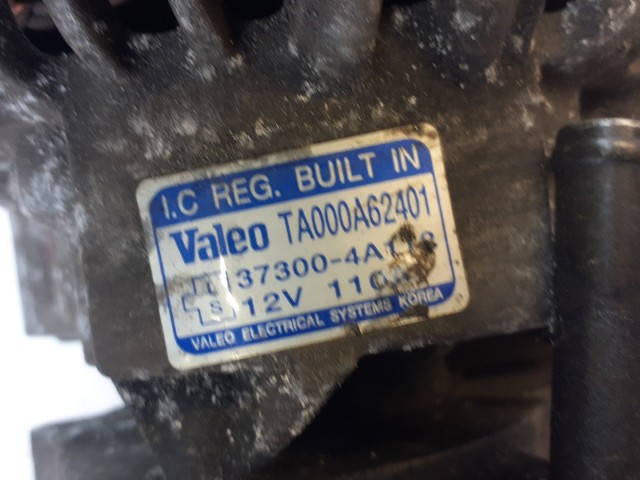 I.C REG. BUILT IN
Valeo TA000A62401
L 37300-4A
S 12V 110
VALEO ELECTRICAL SYSTEMS KOREA